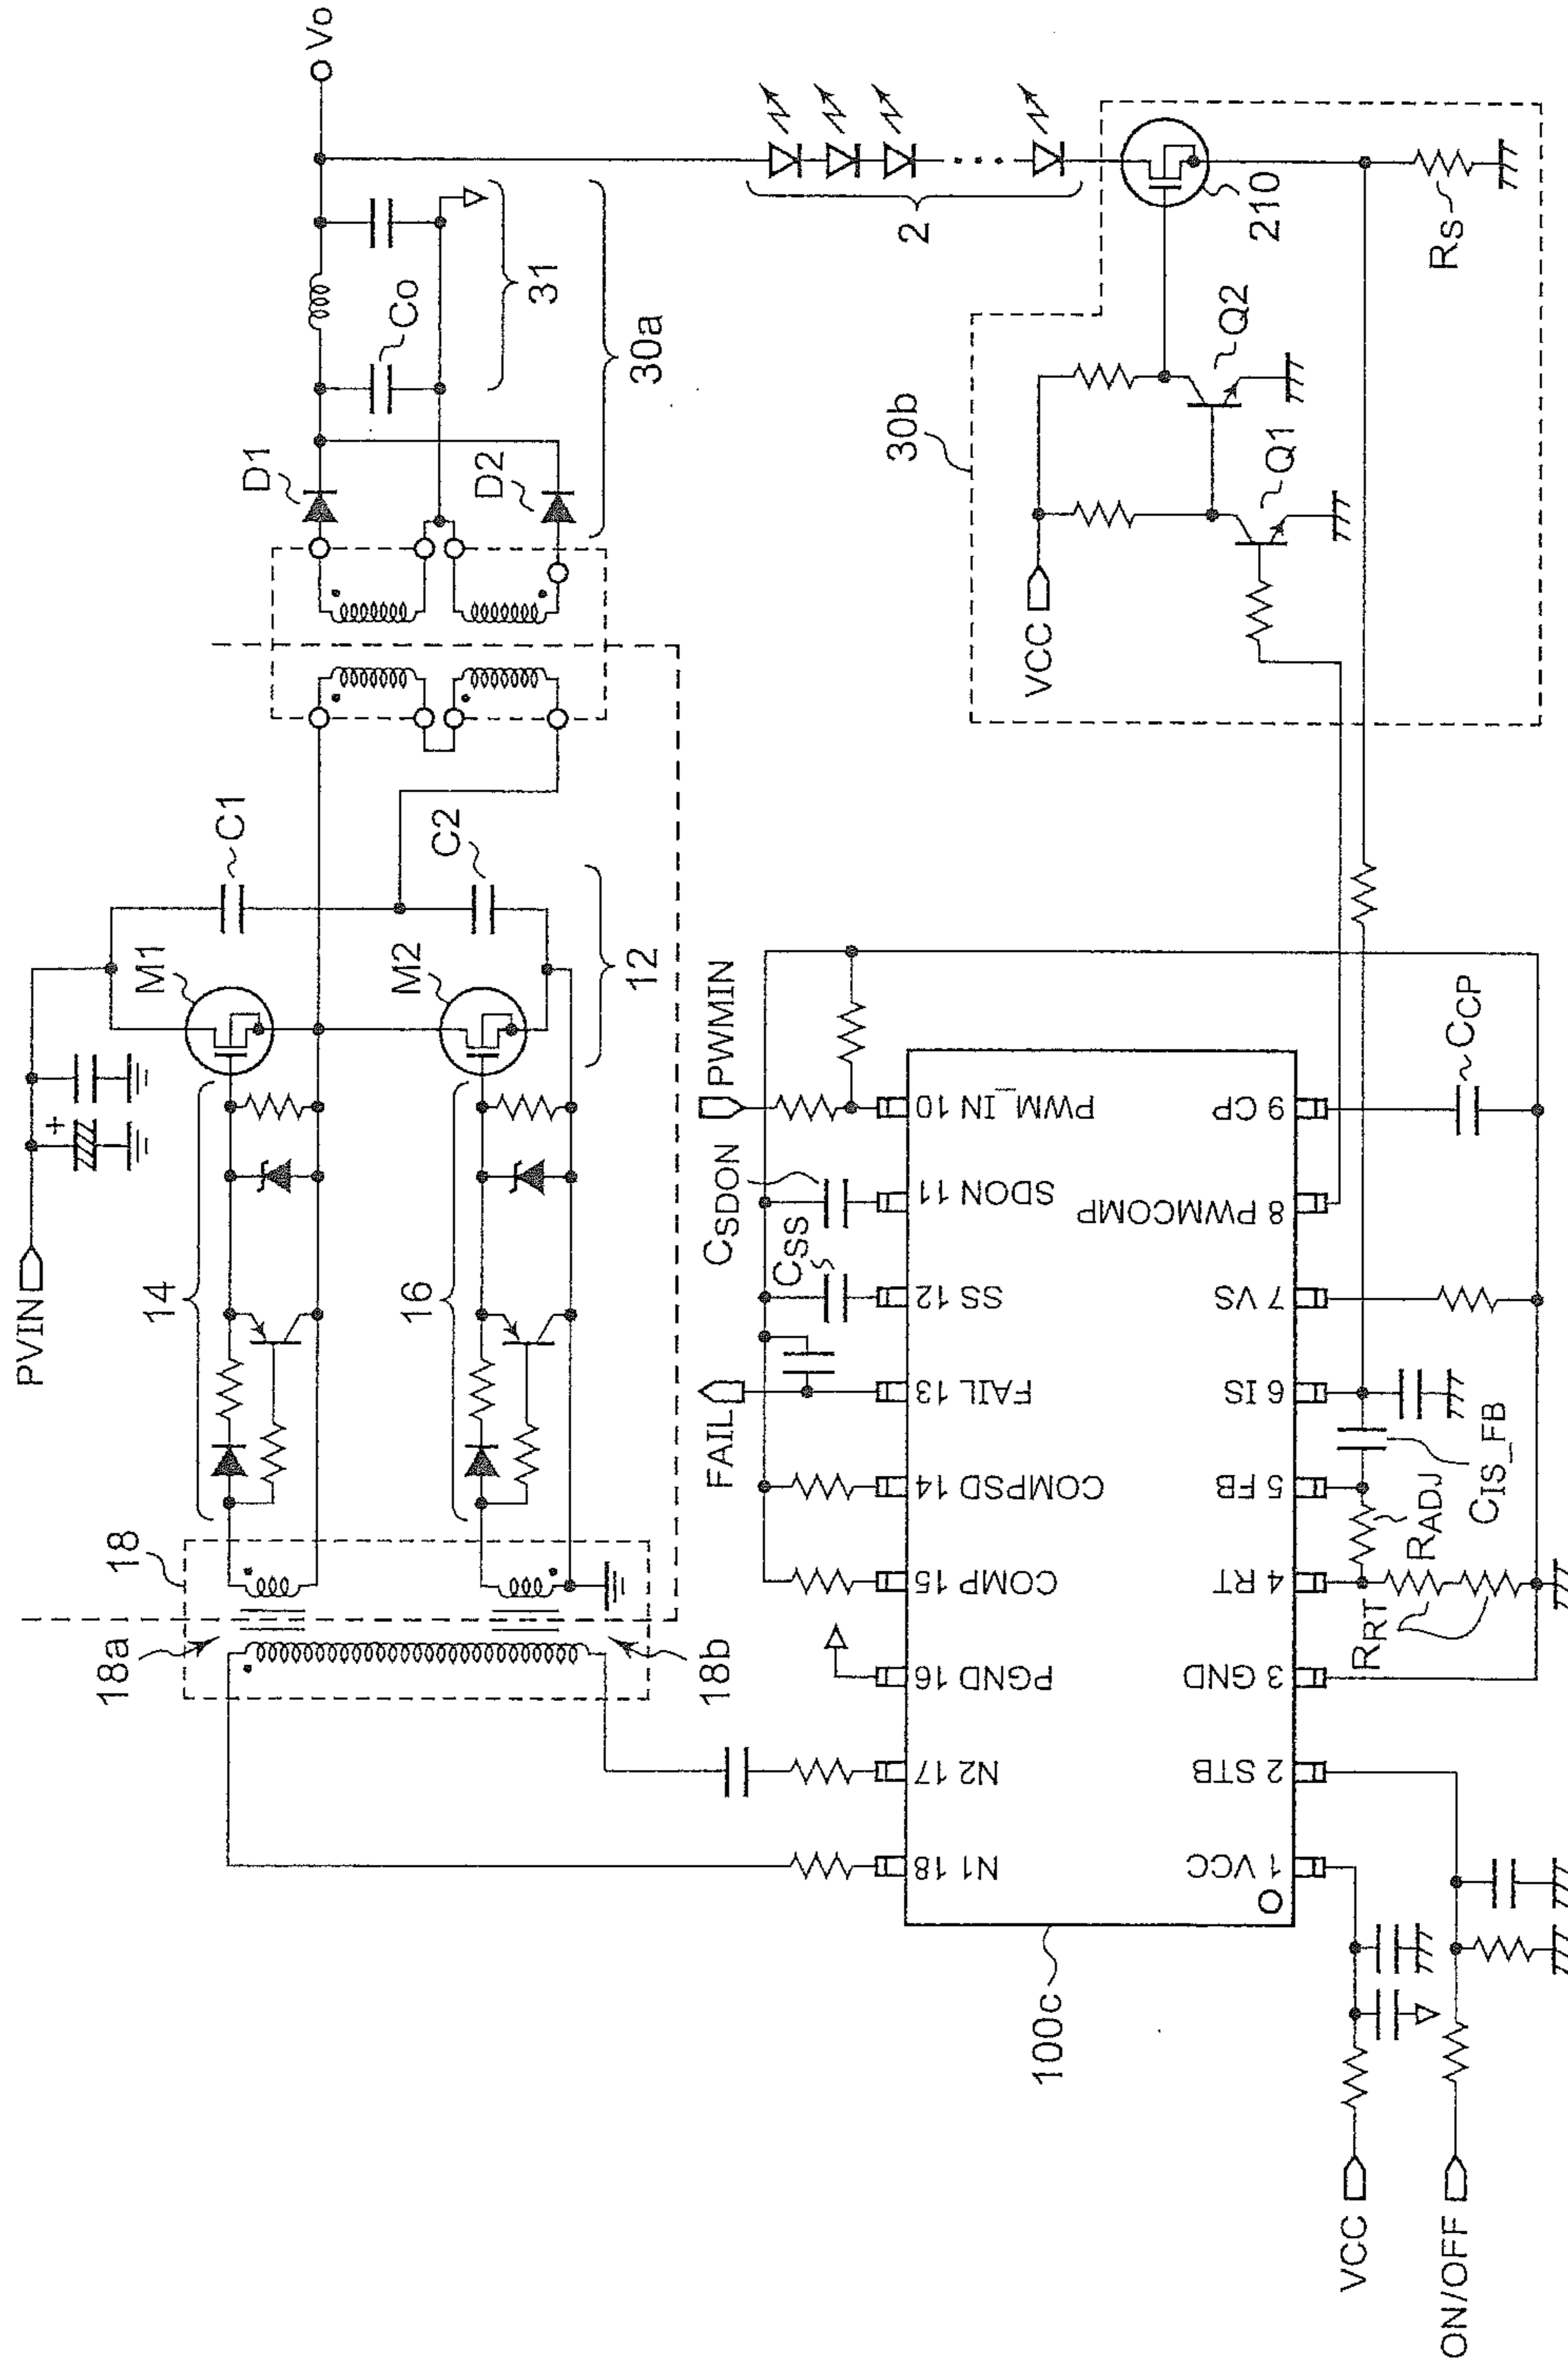 Vo
D1
Co
31
30a
D2
2
210
RS
30b
VCC
Q2
Q1
PVIN
+
14
M1
C1
16
M2
C2
12
18
18a
18b
FAIL
CSS
CSDON
PWMIN
N1 18
N2 17
PGND 16
COMP 15
COMPSD 14
FAIL 13
SS 12
SDON 11
PWM_IN 10
1 VCC
2 STB
3 GND
4 RT
5 FB
6 IS
7 VS
8 PWMCOMP
9 CP
100c
RRT
RADJ
CIS_FB
CCP
VCC
ON/OFF